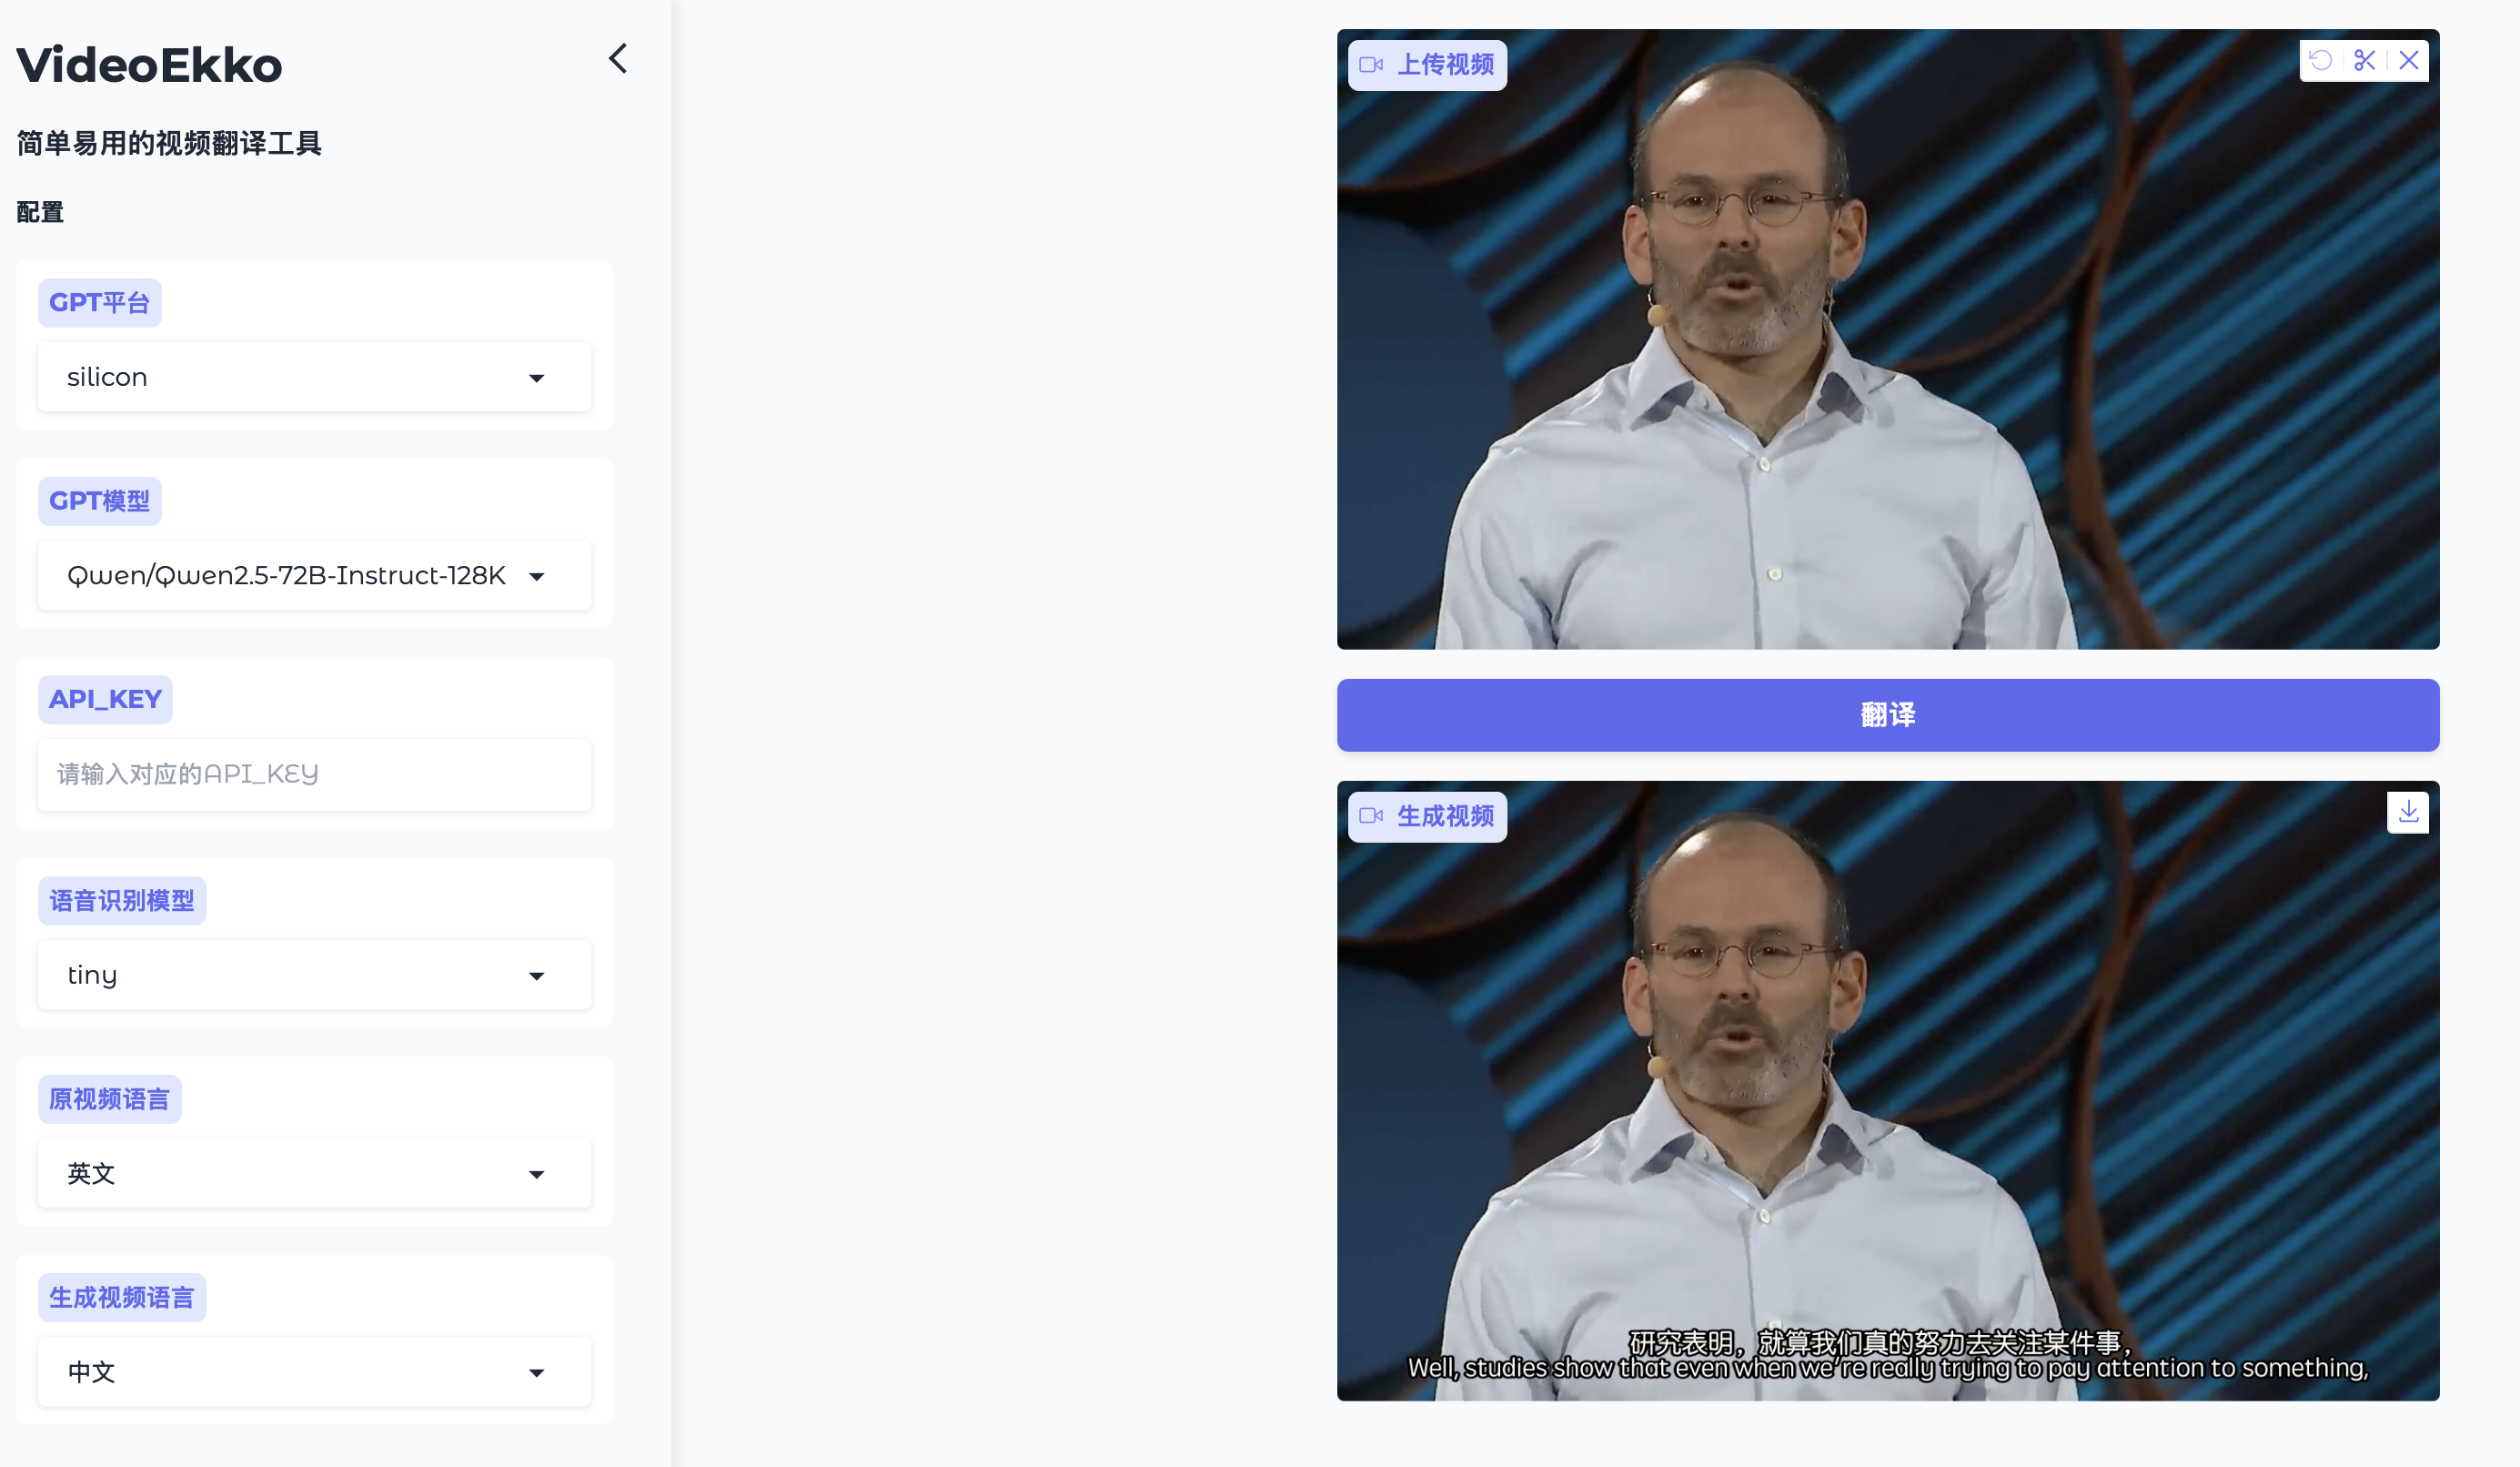 VideoEkko
简单易用的视频翻译工具
配置
GPT平台
silicon
GPT模型
Qwen/Qwen2.5-72B-Instruct-128K
API_KEY
请输入对应的API_KEY
语音识别模型
tiny
原视频语言
英文
生成视频语言
中文
上传视频
翻译
生成视频
研究表明，就算我们真的努力去关注某件事，
Well, studies show that even when we're really trying to pay attention to something,